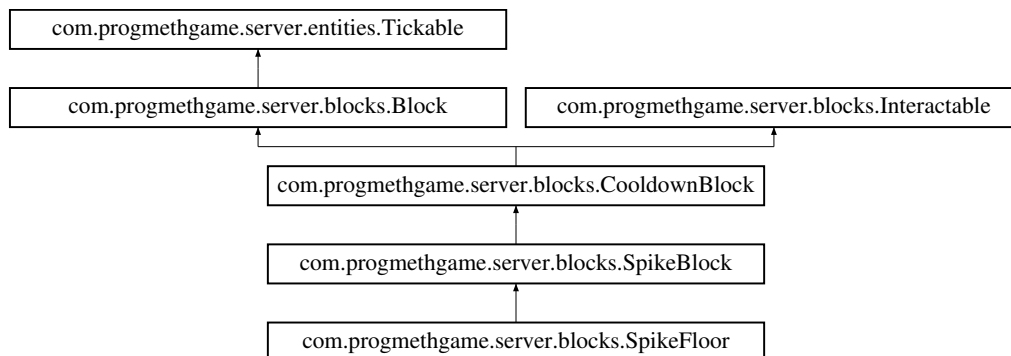 com.progmethgame.server.entities.Tickable
com.progmethgame.server.blocks.Block
com.progmethgame.server.blocks.Interactable
com.progmethgame.server.blocks.CooldownBlock
com.progmethgame.server.blocks.SpikeBlock
com.progmethgame.server.blocks.SpikeFloor